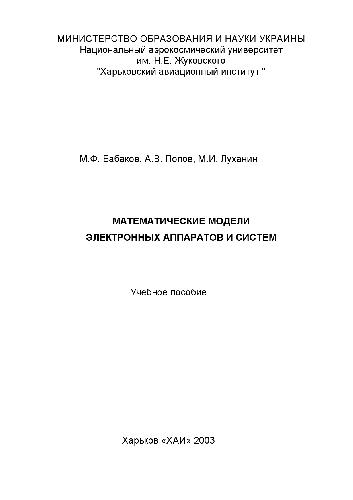 МИНИСТЕРСТВО ОБРАЗОВАНИЯ И НАУКИ УКРАИНЫ
Национальный аэрокосмический университет
им. Н.Е. Жуковского
"Харьковский авиационный институт"
М.Ф. Бабаков, А.В. Попов, М.И. Луханин
МАТЕМАТИЧЕСКИЕ МОДЕЛИ
ЭЛЕКТРОННЫХ АППАРАТОВ И СИСТЕМ
Учебное пособие
Харьков «ХАИ» 2003